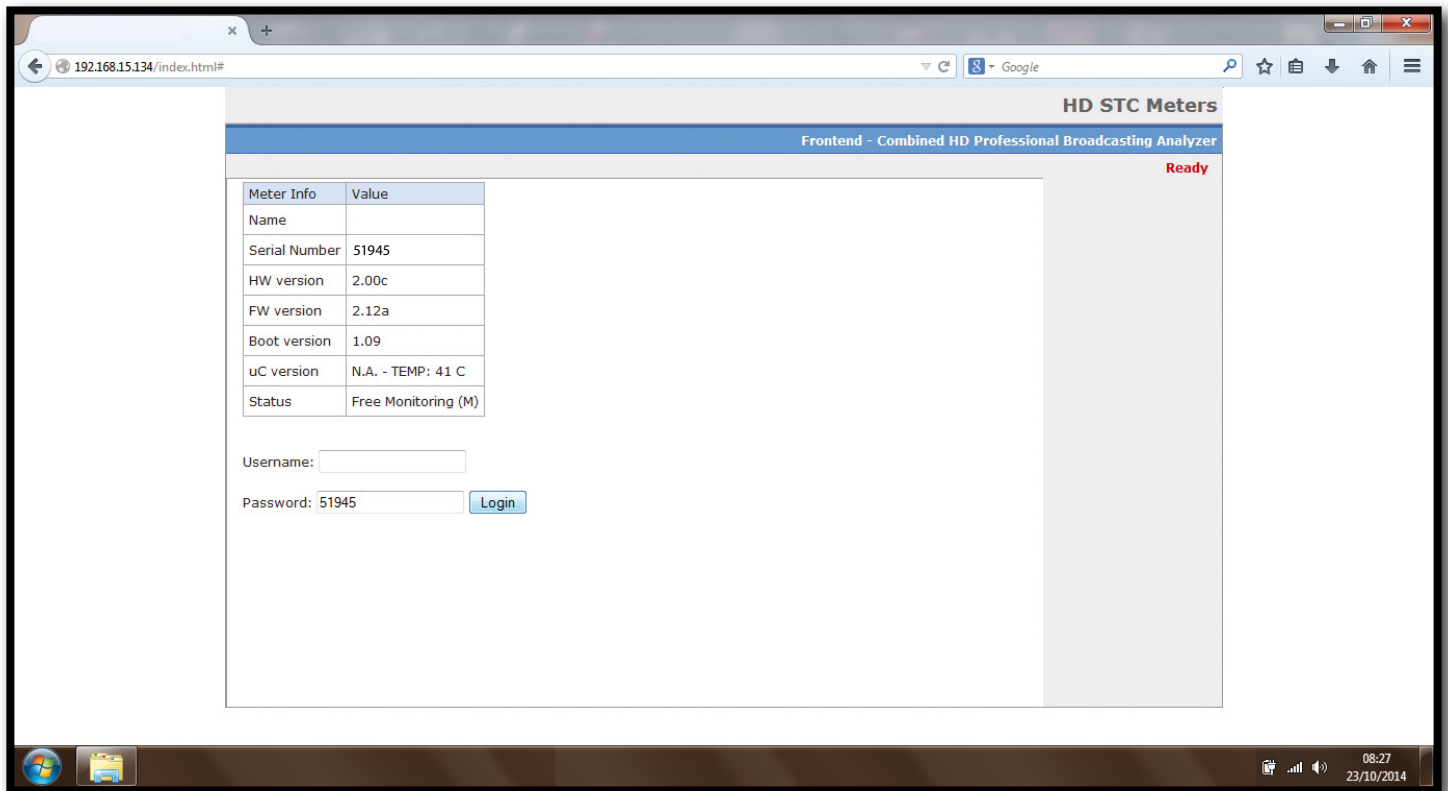 192.168.15.134/index.html#
Google
HD STC Meters
Frontend - Combined HD Professional Broadcasting Analyzer
Ready
Meter Info Value
Name
Serial Number 51945
HW version 2.00c
FW version 2.12a
Boot version 1.09
uC version N.A. - TEMP: 41 C
Status Free Monitoring (M)
Username:
Password: 51945 Login
08:27
23/10/2014